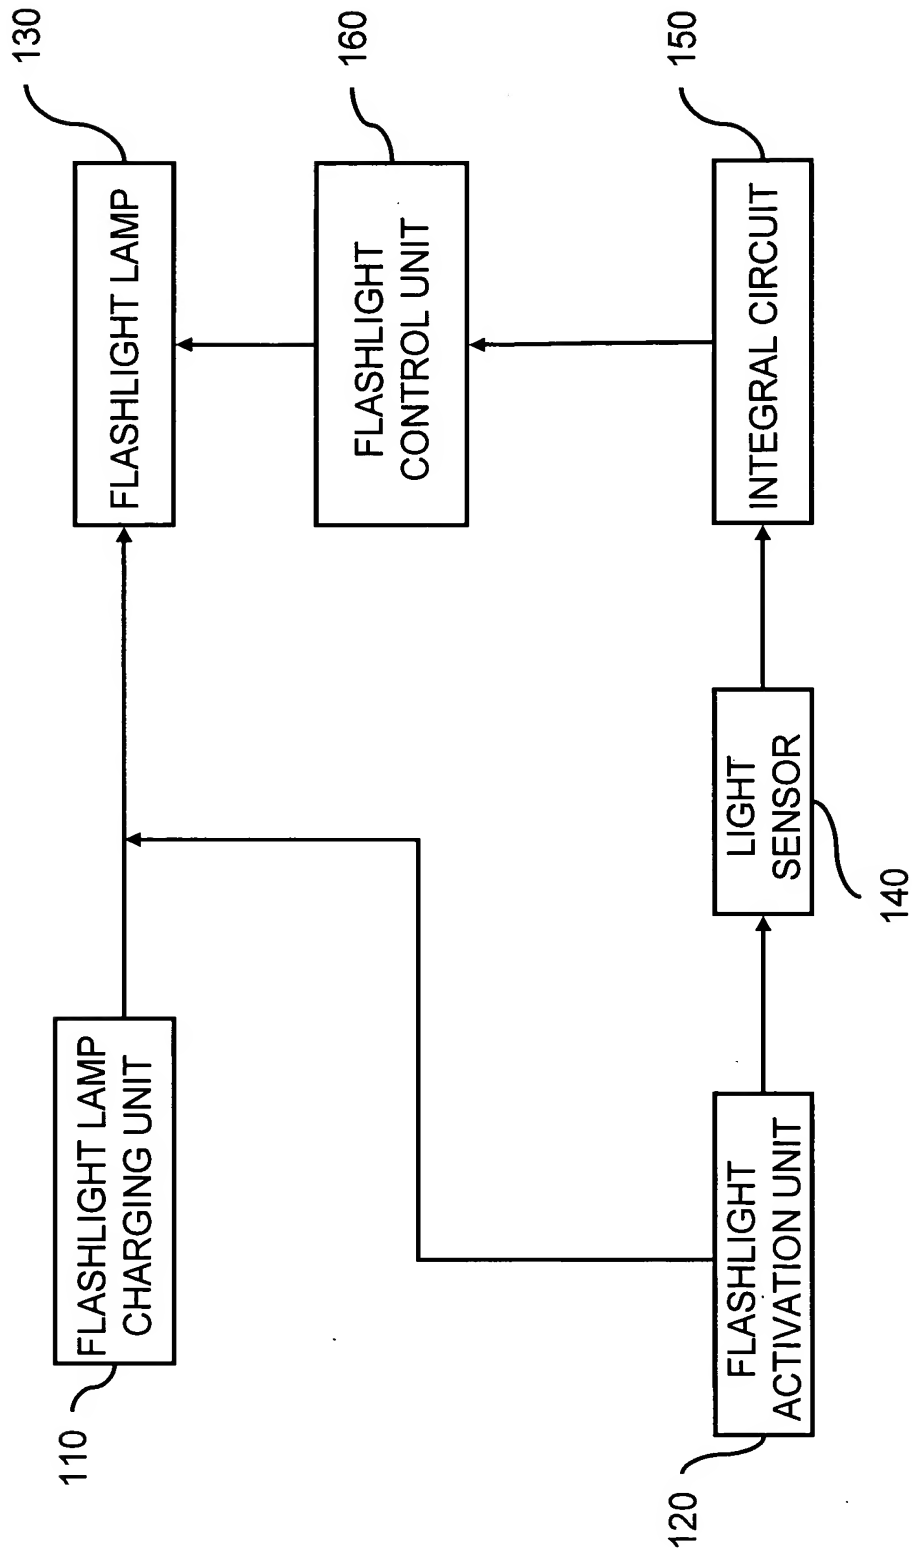 110
FLASHLIGHT LAMP
CHARGING UNIT
FLASHLIGHT LAMP
130
FLASHLIGHT
CONTROL UNIT
160
120
FLASHLIGHT
ACTIVATION UNIT
LIGHT
SENSOR
140
INTEGRAL CIRCUIT
150